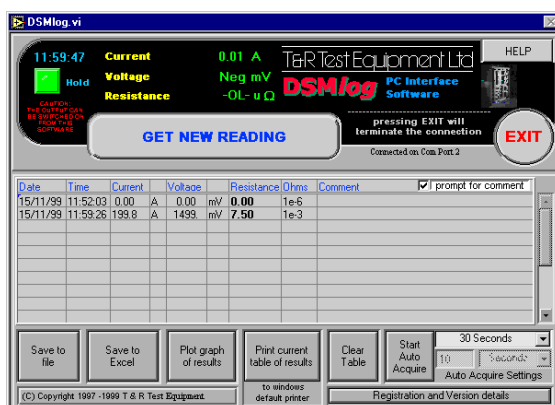 DSMlog.vi
11:59:47
Hold
CAUTION
THE OUTPUT CAN
BE SWITCHED ON
FROM THIS
SOFTWARE
Current 0.01 A
Voltage Neg mV
Resistance -OL- u Ω
T&R Test Equipment Ltd
DSMlog PC Interface
Software
HELP
GET NEW READING
pressing EXIT will
terminate the connection
Connected on Com Port 2
EXIT
Date Time Current Voltage Resistance Ohms Comment prompt for comment
15/11/99 11:52:03 0.00 A 0.00 mV 0.00 1e-6
15/11/99 11:59:26 199.8 A 1499. mV 7.50 1e-3
Save to
file
Save to
Excel
Plot graph
of results
Print current
table of results
to windows
default printer
Clear
Table
Start
Auto
Acquire
30 Seconds
10 Seconds
Auto Acquire Settings
(C) Copyright 1997 -1999 T & R Test Equipment
Registration and Version details